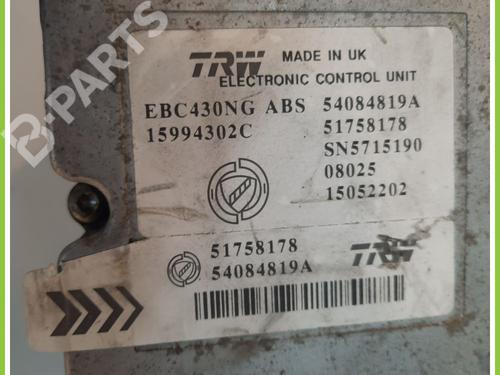 B-PARTS
TRW MADE IN UK
ELECTRONIC CONTROL UNIT
EBC430NG ABS 54084819A
15994302C 51758178
SN5715190
08025
15052202
51758178
54084819A
TRW